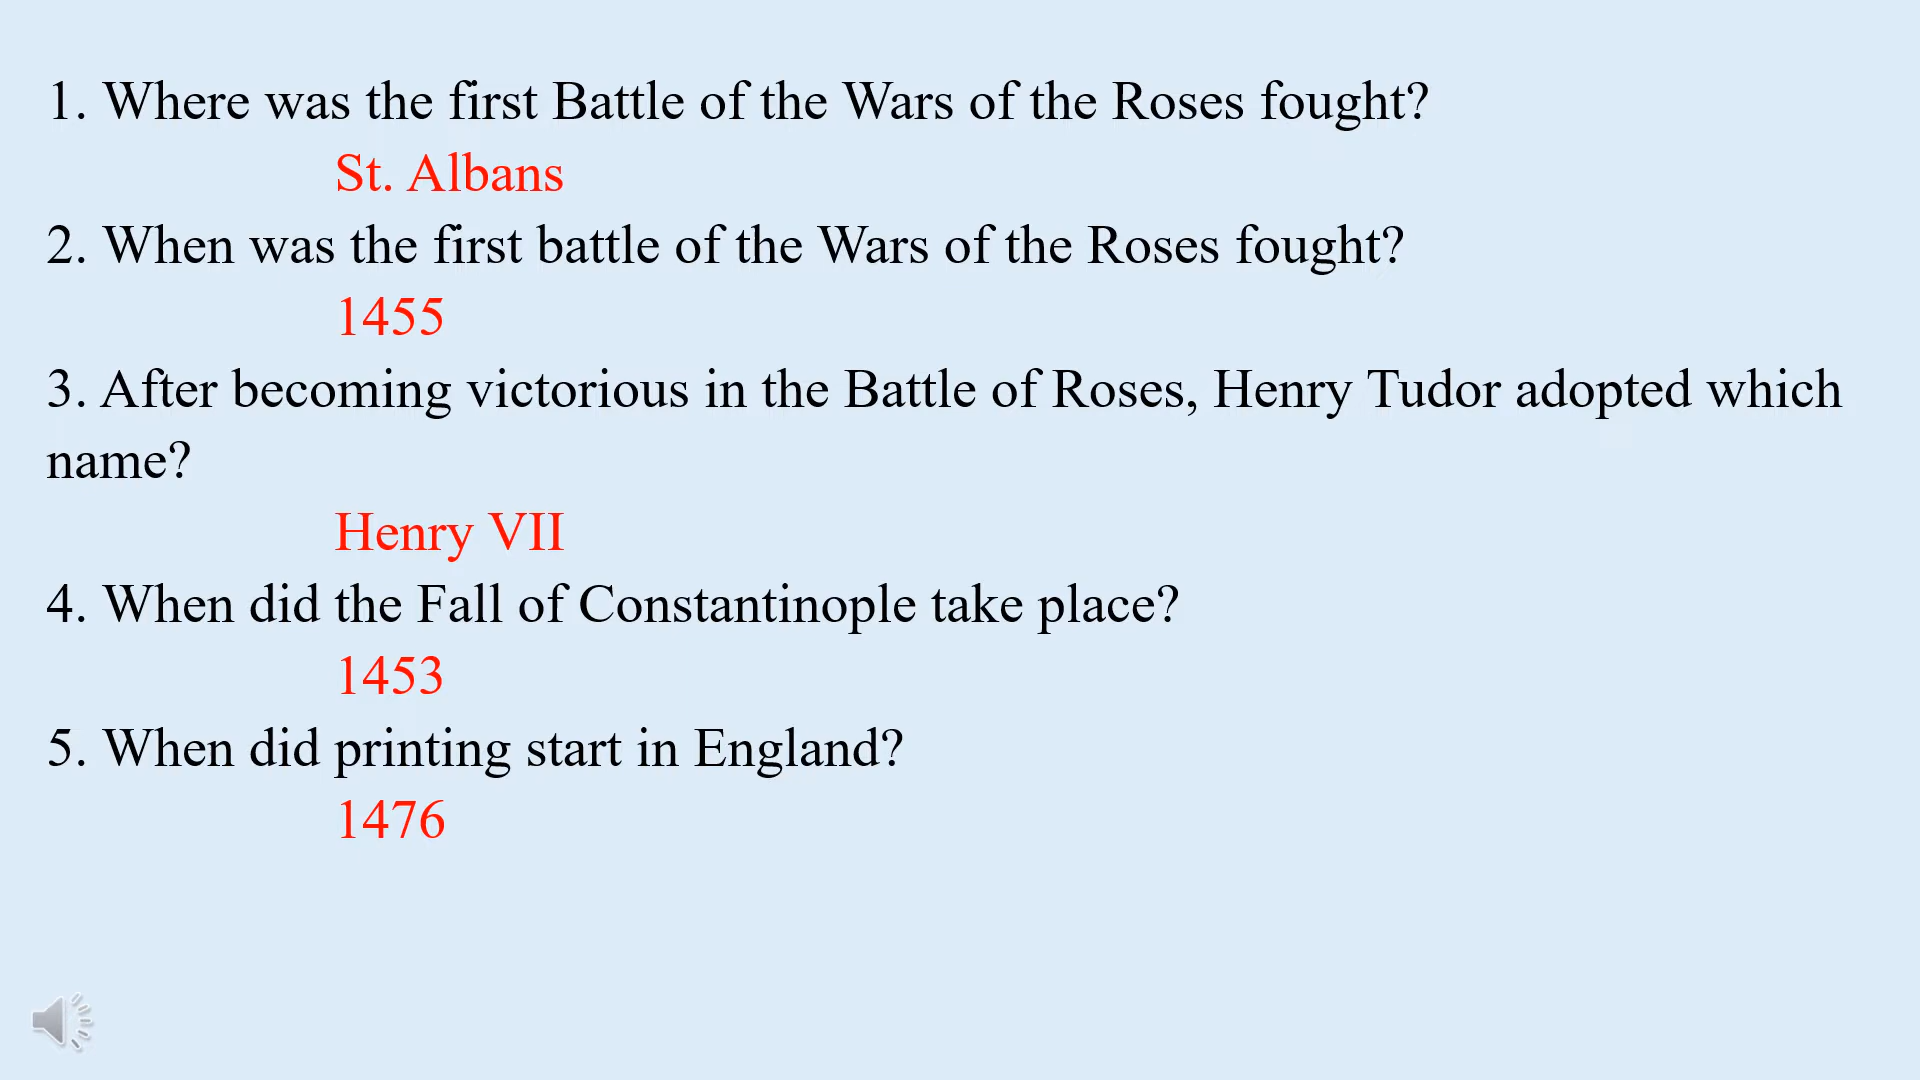 1. Where was the first Battle of the Wars of the Roses fought?
St. Albans
2. When was the first battle of the Wars of the Roses fought?
1455
3. After becoming victorious in the Battle of Roses, Henry Tudor adopted which
name?
Henry VII
4. When did the Fall of Constantinople take place?
1453
5. When did printing start in England?
1476